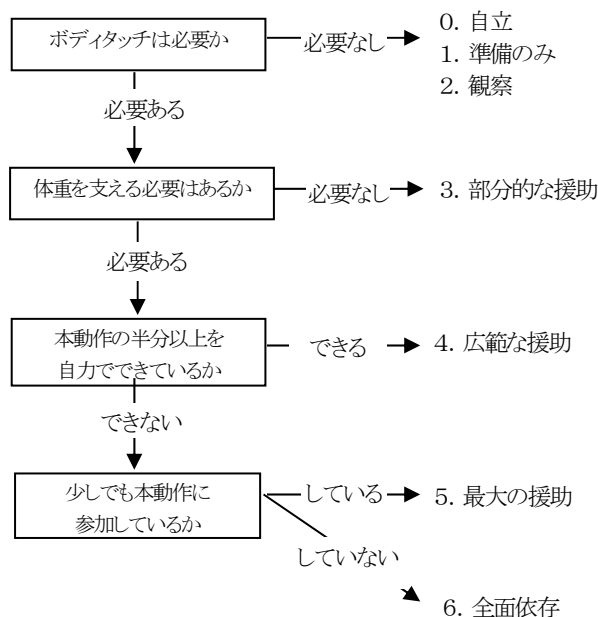 ボディタッチは必要か
必要なし
0. 自立
1. 準備のみ
2. 観察
必要ある
体重を支える必要はあるか
必要なし
3. 部分的な援助
必要ある
本動作の半分以上を
自力でできているか
できる
4. 広範な援助
できない
少しでも本動作に
参加しているか
している
5. 最大の援助
していない
6. 全面依存